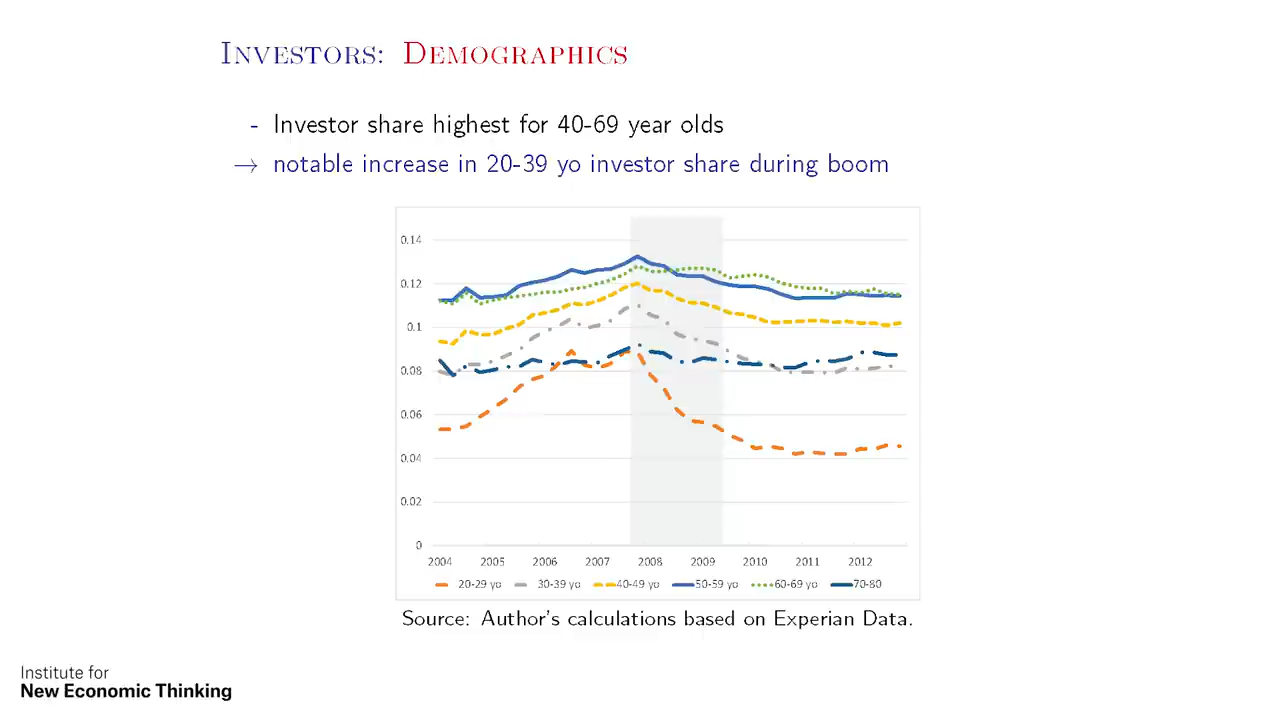 INVESTORS: DEMOGRAPHICS
- Investor share highest for 40-69 year olds
→ notable increase in 20-39 yo investor share during boom
0.14
0.12
0.1
0.08
0.06
0.04
0.02
0
2004 2005 2006 2007 2008 2009 2010 2011 2012
20-29 yo 30-39 yo 40-49 yo 50-59 yo 60-69 yo 70-80
Source: Author's calculations based on Experian Data.
Institute for
New Economic Thinking